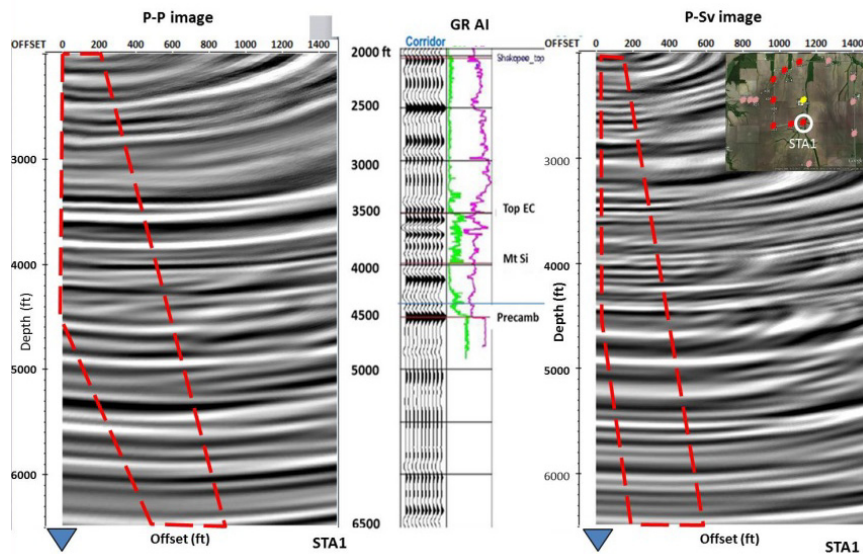 P-P image
OFFSET 0 200 400 600 800 1000 1200 1400
3000
4000
5000
6000
Depth (ft)
Offset (ft)
STA1
GR AI
Corridor
2000 ft
2500
3000
3500
4000
4500
5000
6500
Shakopee_top
Top EC
Mt Si
Precamb
P-Sv image
OFFSET 0 200 400 600 800 1000 1200 1400
3000
4000
5000
6000
Depth (ft)
STA1
Offset (ft)
STA1